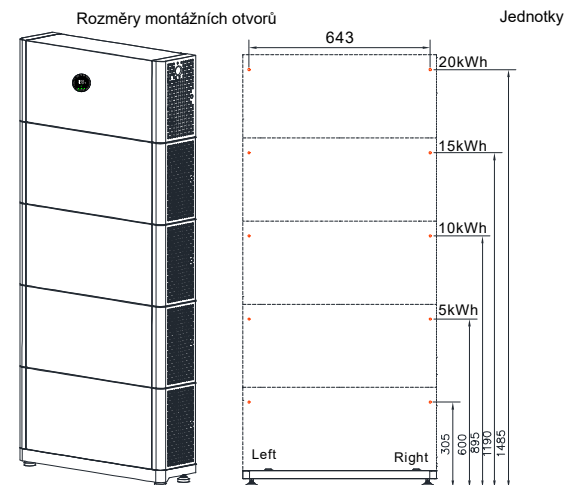 Rozměry montážních otvorů
Jednotky
643
20kWh
15kWh
10kWh
5kWh
Left
Right
305
600
895
1190
1485